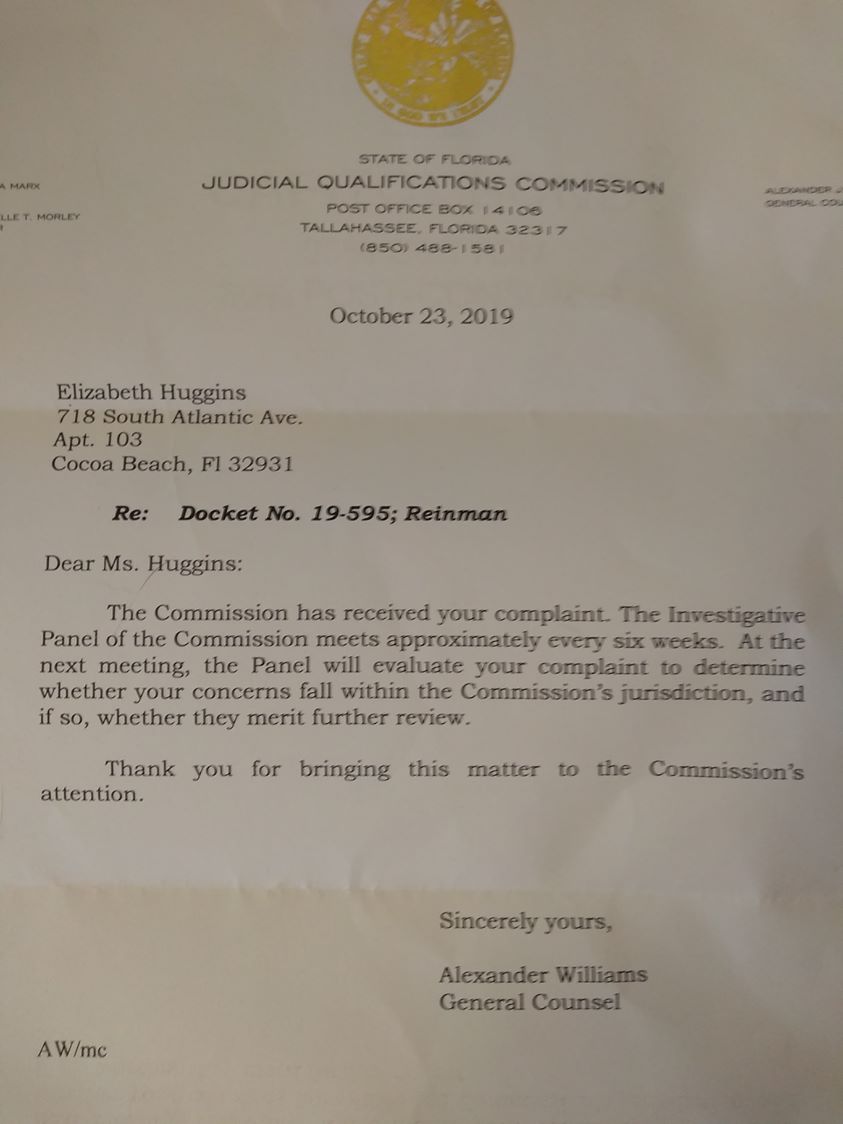 IN GOD WE TRUST
STATE OF FLORIDA
JUDICIAL QUALIFICATIONS COMMISSION
POST OFFICE BOX 14106
TALLAHASSEE, FLORIDA 32317
(850) 488-1581
A MARX
LLE T. MORLEY
ALEXANDER J
GENERAL COU
October 23, 2019
Elizabeth Huggins
718 South Atlantic Ave.
Apt. 103
Cocoa Beach, Fl 32931
Re: Docket No. 19-595; Reinman
Dear Ms. Huggins:
The Commission has received your complaint. The Investigative
Panel of the Commission meets approximately every six weeks. At the
next meeting, the Panel will evaluate your complaint to determine
whether your concerns fall within the Commission's jurisdiction, and
if so, whether they merit further review.
Thank you for bringing this matter to the Commission's
attention.
Sincerely yours,
Alexander Williams
General Counsel
AW/mc